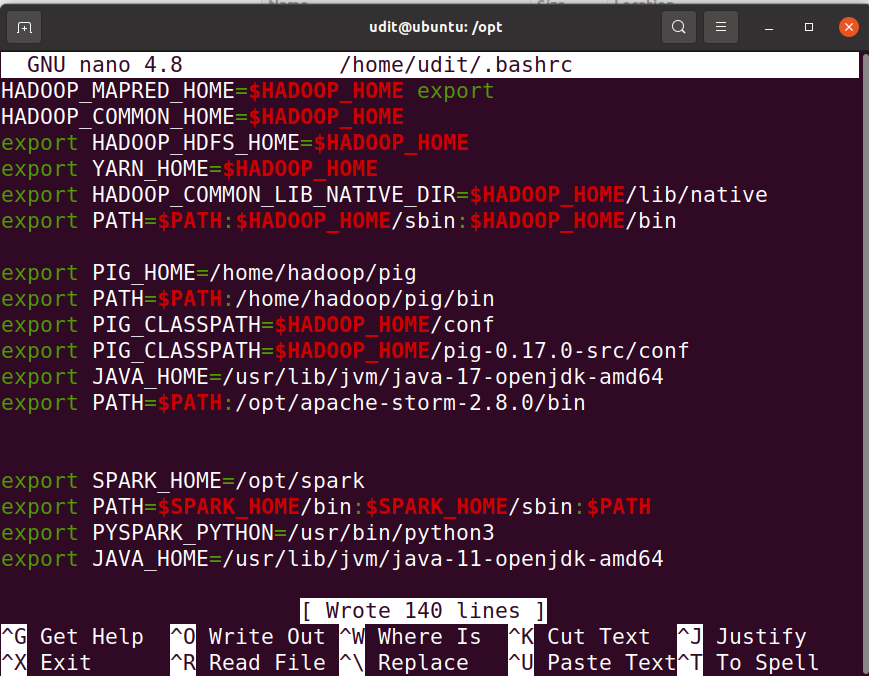 udit@ubuntu: /opt
GNU nano 4.8 /home/udit/.bashrc
HADOOP_MAPRED_HOME=$HADOOP_HOME export
HADOOP_COMMON_HOME=$HADOOP_HOME
export HADOOP_HDFS_HOME=$HADOOP_HOME
export YARN_HOME=$HADOOP_HOME
export HADOOP_COMMON_LIB_NATIVE_DIR=$HADOOP_HOME/lib/native
export PATH=$PATH:$HADOOP_HOME/sbin:$HADOOP_HOME/bin
export PIG_HOME=/home/hadoop/pig
export PATH=$PATH:/home/hadoop/pig/bin
export PIG_CLASSPATH=$HADOOP_HOME/conf
export PIG_CLASSPATH=$HADOOP_HOME/pig-0.17.0-src/conf
export JAVA_HOME=/usr/lib/jvm/java-17-openjdk-amd64
export PATH=$PATH:/opt/apache-storm-2.8.0/bin
export SPARK_HOME=/opt/spark
export PATH=$SPARK_HOME/bin:$SPARK_HOME/sbin:$PATH
export PYSPARK_PYTHON=/usr/bin/python3
export JAVA_HOME=/usr/lib/jvm/java-11-openjdk-amd64
[ Wrote 140 lines ]
^G Get Help ^O Write Out ^W Where Is ^K Cut Text ^J Justify
^X Exit ^R Read File ^\ Replace ^U Paste Text ^T To Spell